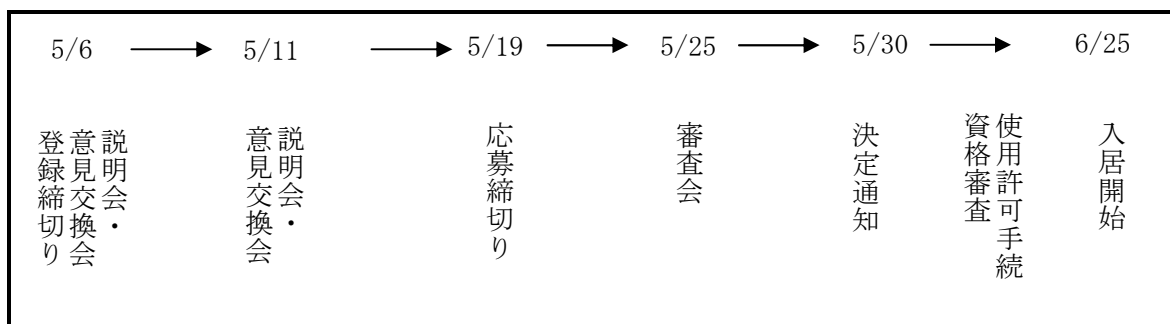 5/6
5/11
5/19
5/25
5/30
6/25
説明会・
意見交換会
登録締切り
説明会・
意見交換会
応募締切り
審査会
決定通知
使用許可手続
資格審査
入居開始